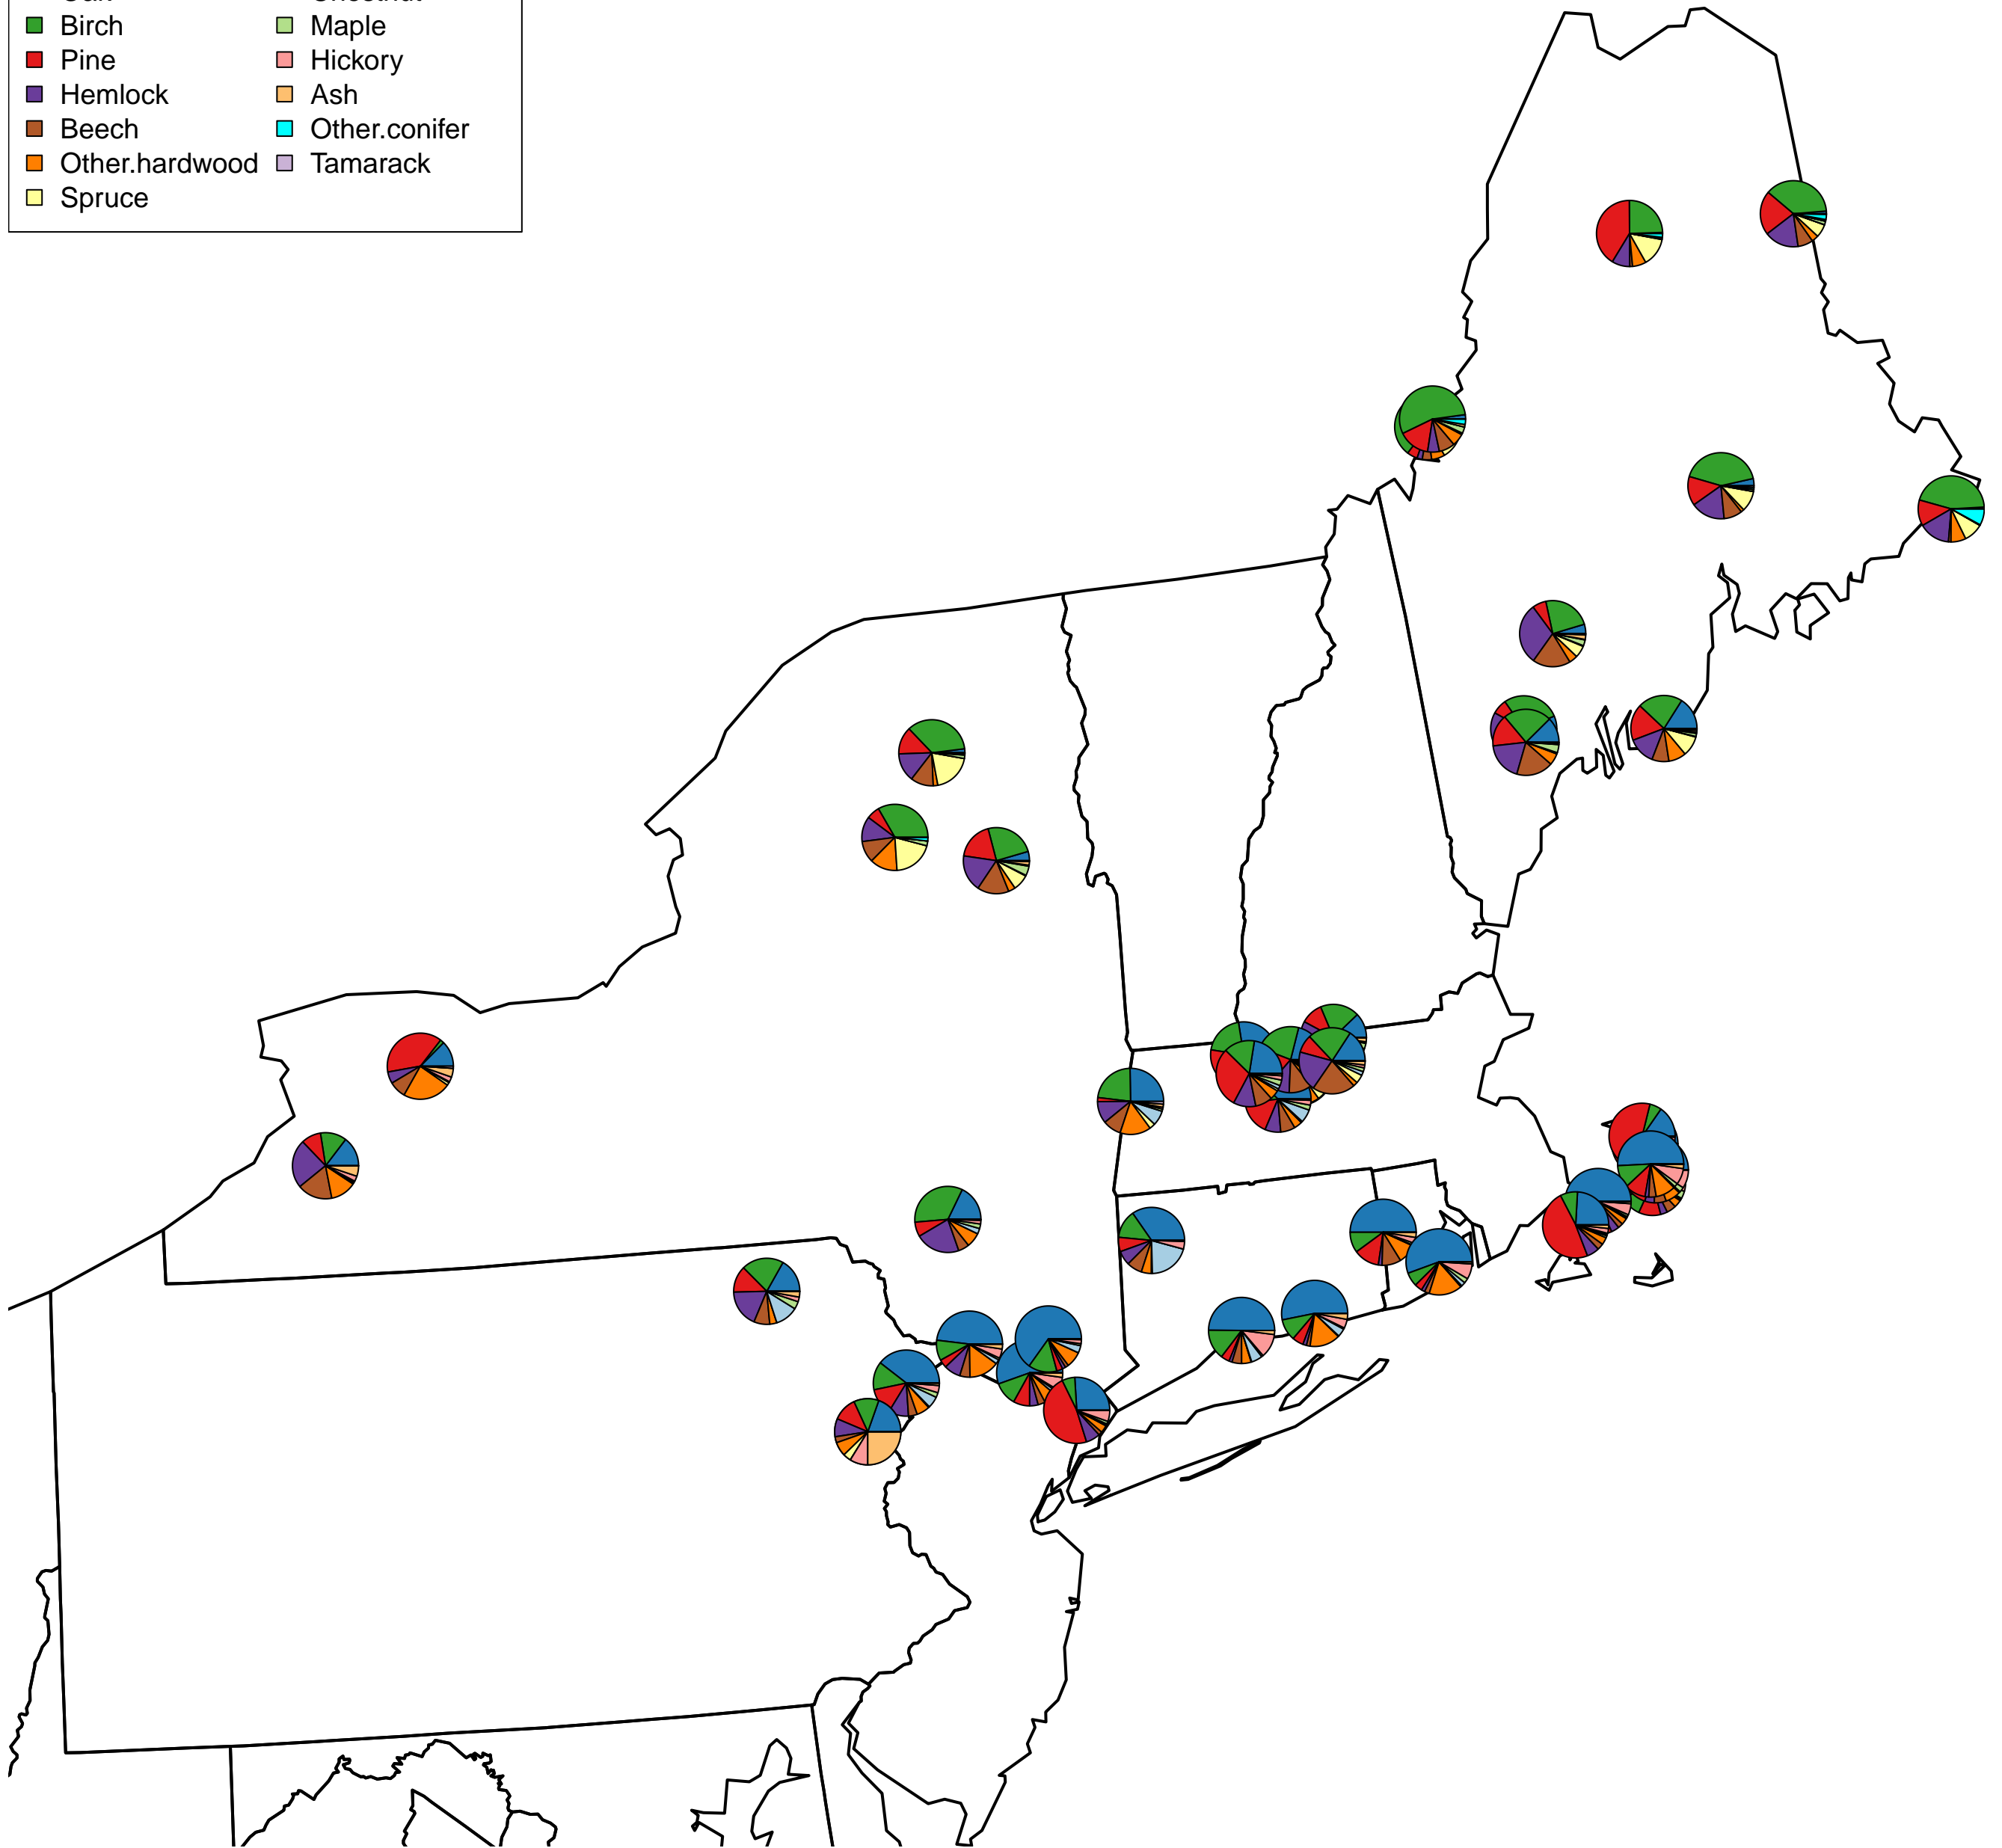 Birch Maple
Pine Hickory
Hemlock Ash
Beech Other.conifer
Other.hardwood Tamarack
Spruce